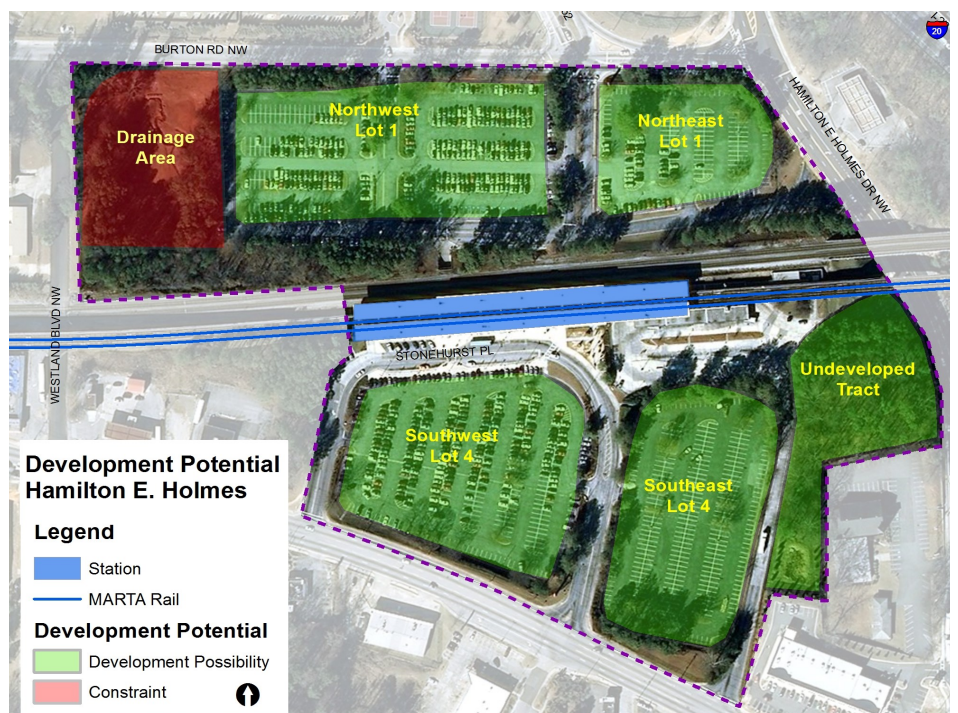 BURTON RD NW
20
HAMILTON E HOLMES DR NW
Northwest
Lot 1
Northeast
Lot 1
Drainage
Area
WESTLAND BLVD NW
STONEHURST PL
Undeveloped
Tract
Southwest
Lot 4
Southeast
Lot 4
Development Potential
Hamilton E. Holmes
Legend
Station
MARTA Rail
Development Potential
Development Possibility
Constraint